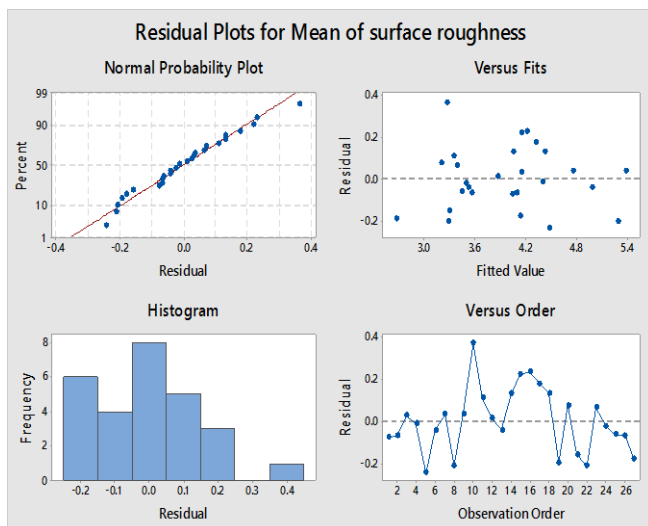 Residual Plots for Mean of surface roughness
Normal Probability Plot
99
90
50
10
1
Percent
-0.4 -0.2 0.0 0.2 0.4
Residual
Versus Fits
0.4
0.2
0.0
-0.2
Residual
3.0 3.6 4.2 4.8 5.4
Fitted Value
Histogram
8
6
4
2
0
Frequency
-0.2 -0.1 0.0 0.1 0.2 0.3 0.4
Residual
Versus Order
0.4
0.2
0.0
-0.2
Residual
2 4 6 8 10 12 14 16 18 20 22 24 26
Observation Order